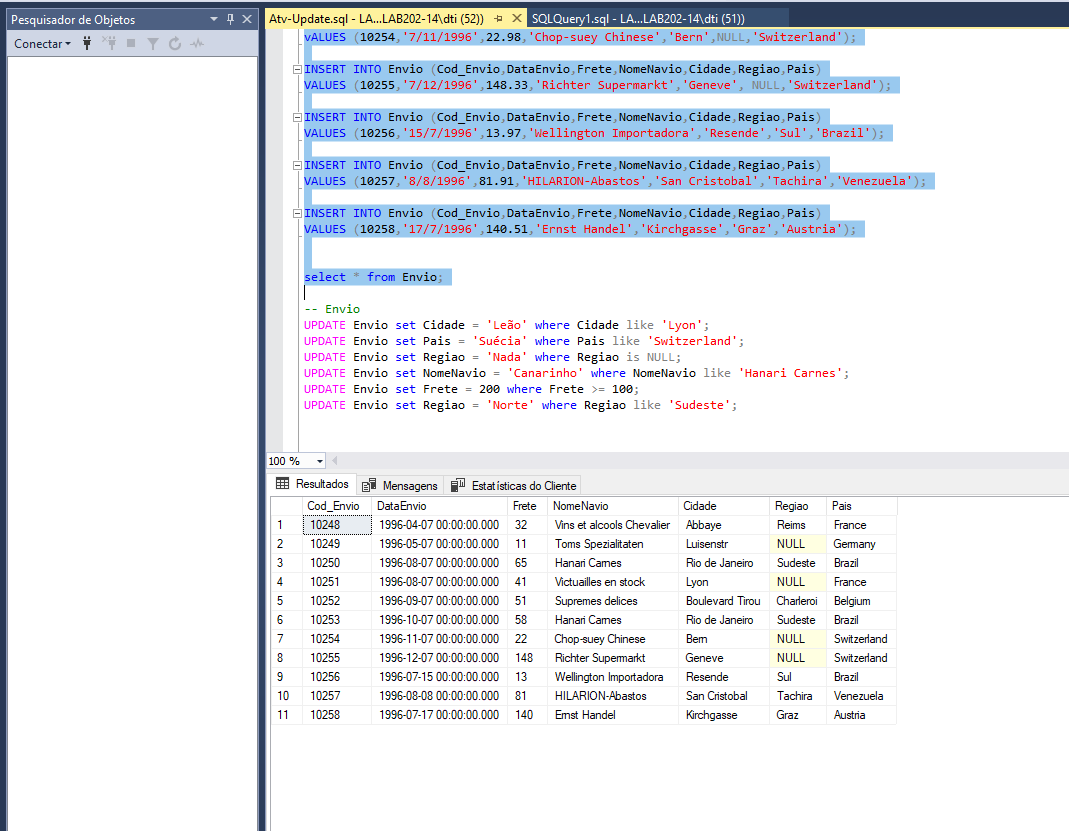 Pesquisador de Objetos
Conectar
Atv-Update.sql - LA...LAB202-14\dti (52))
SQLQuery1.sql - LA...LAB202-14\dti (51))
vALUES (10254,'7/11/1996',22.98,'Chop-suey Chinese','Bern',NULL,'Switzerland');
INSERT INTO Envio (Cod_Envio,DataEnvio,Frete,NomeNavio,Cidade,Regiao,Pais)
VALUES (10255,'7/12/1996',148.33,'Richter Supermarkt','Geneve', NULL,'Switzerland');
INSERT INTO Envio (Cod_Envio,DataEnvio,Frete,NomeNavio,Cidade,Regiao,Pais)
VALUES (10256,'15/7/1996',13.97,'Wellington Importadora','Resende','Sul','Brazil');
INSERT INTO Envio (Cod_Envio,DataEnvio,Frete,NomeNavio,Cidade,Regiao,Pais)
VALUES (10257,'8/8/1996',81.91,'HILARION-Abastos','San Cristobal','Tachira','Venezuela');
INSERT INTO Envio (Cod_Envio,DataEnvio,Frete,NomeNavio,Cidade,Regiao,Pais)
VALUES (10258,'17/7/1996',140.51,'Ernst Handel','Kirchgasse','Graz','Austria');
select * from Envio;
-- Envio
UPDATE Envio set Cidade = 'Leão' where Cidade like 'Lyon';
UPDATE Envio set Pais = 'Suécia' where Pais like 'Switzerland';
UPDATE Envio set Regiao = 'Nada' where Regiao is NULL;
UPDATE Envio set NomeNavio = 'Canarinho' where NomeNavio like 'Hanari Carnes';
UPDATE Envio set Frete = 200 where Frete >= 100;
UPDATE Envio set Regiao = 'Norte' where Regiao like 'Sudeste';
100 %
Resultados Mensagens Estatísticas do Cliente
Cod_Envio DataEnvio Frete NomeNavio Cidade Regiao Pais
1 10248 1996-04-07 00:00:00.000 32 Vins et alcools Chevalier Abbaye Reims France
2 10249 1996-05-07 00:00:00.000 11 Toms Spezialitaten Luisenstr NULL Germany
3 10250 1996-08-07 00:00:00.000 65 Hanari Carnes Rio de Janeiro Sudeste Brazil
4 10251 1996-08-07 00:00:00.000 41 Victuailles en stock Lyon NULL France
5 10252 1996-09-07 00:00:00.000 51 Supremes delices Boulevard Tirou Charleroi Belgium
6 10253 1996-10-07 00:00:00.000 58 Hanari Carnes Rio de Janeiro Sudeste Brazil
7 10254 1996-11-07 00:00:00.000 22 Chop-suey Chinese Bern NULL Switzerland
8 10255 1996-12-07 00:00:00.000 148 Richter Supermarkt Geneve NULL Switzerland
9 10256 1996-07-15 00:00:00.000 13 Wellington Importadora Resende Sul Brazil
10 10257 1996-08-08 00:00:00.000 81 HILARION-Abastos San Cristobal Tachira Venezuela
11 10258 1996-07-17 00:00:00.000 140 Ernst Handel Kirchgasse Graz Austria